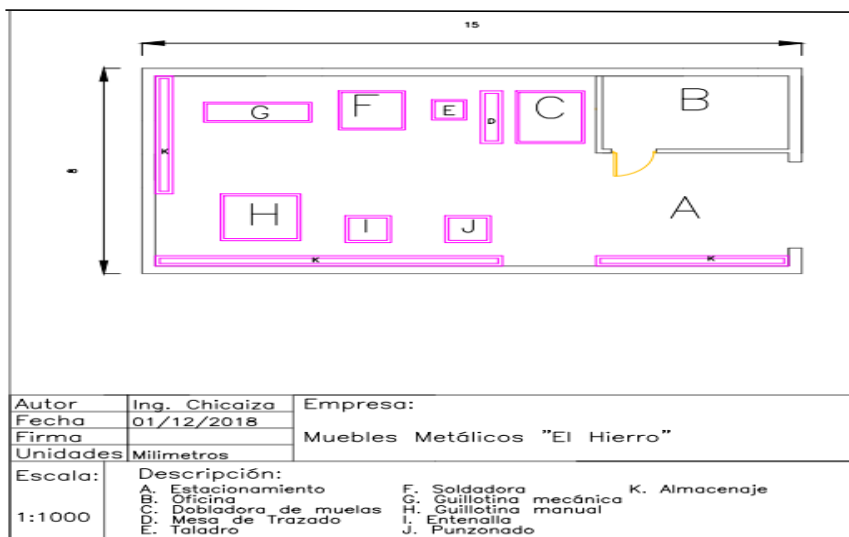 15
8
G
F
E
D
C
B
K
H
I
J
A
K
K
Autor Ing. Chicaiza
Fecha 01/12/2018
Firma
Unidades Milimetros
Empresa:
Muebles Metálicos "El Hierro"
Escala:
1:1000
Descripción:
A. Estacionamiento
B. Oficina
C. Dobladora de muelas
D. Mesa de Trazado
E. Taladro
F. Soldadora
G. Guillotina mecánica
H. Guillotina manual
I. Entenalla
J. Punzonado
K. Almacenaje